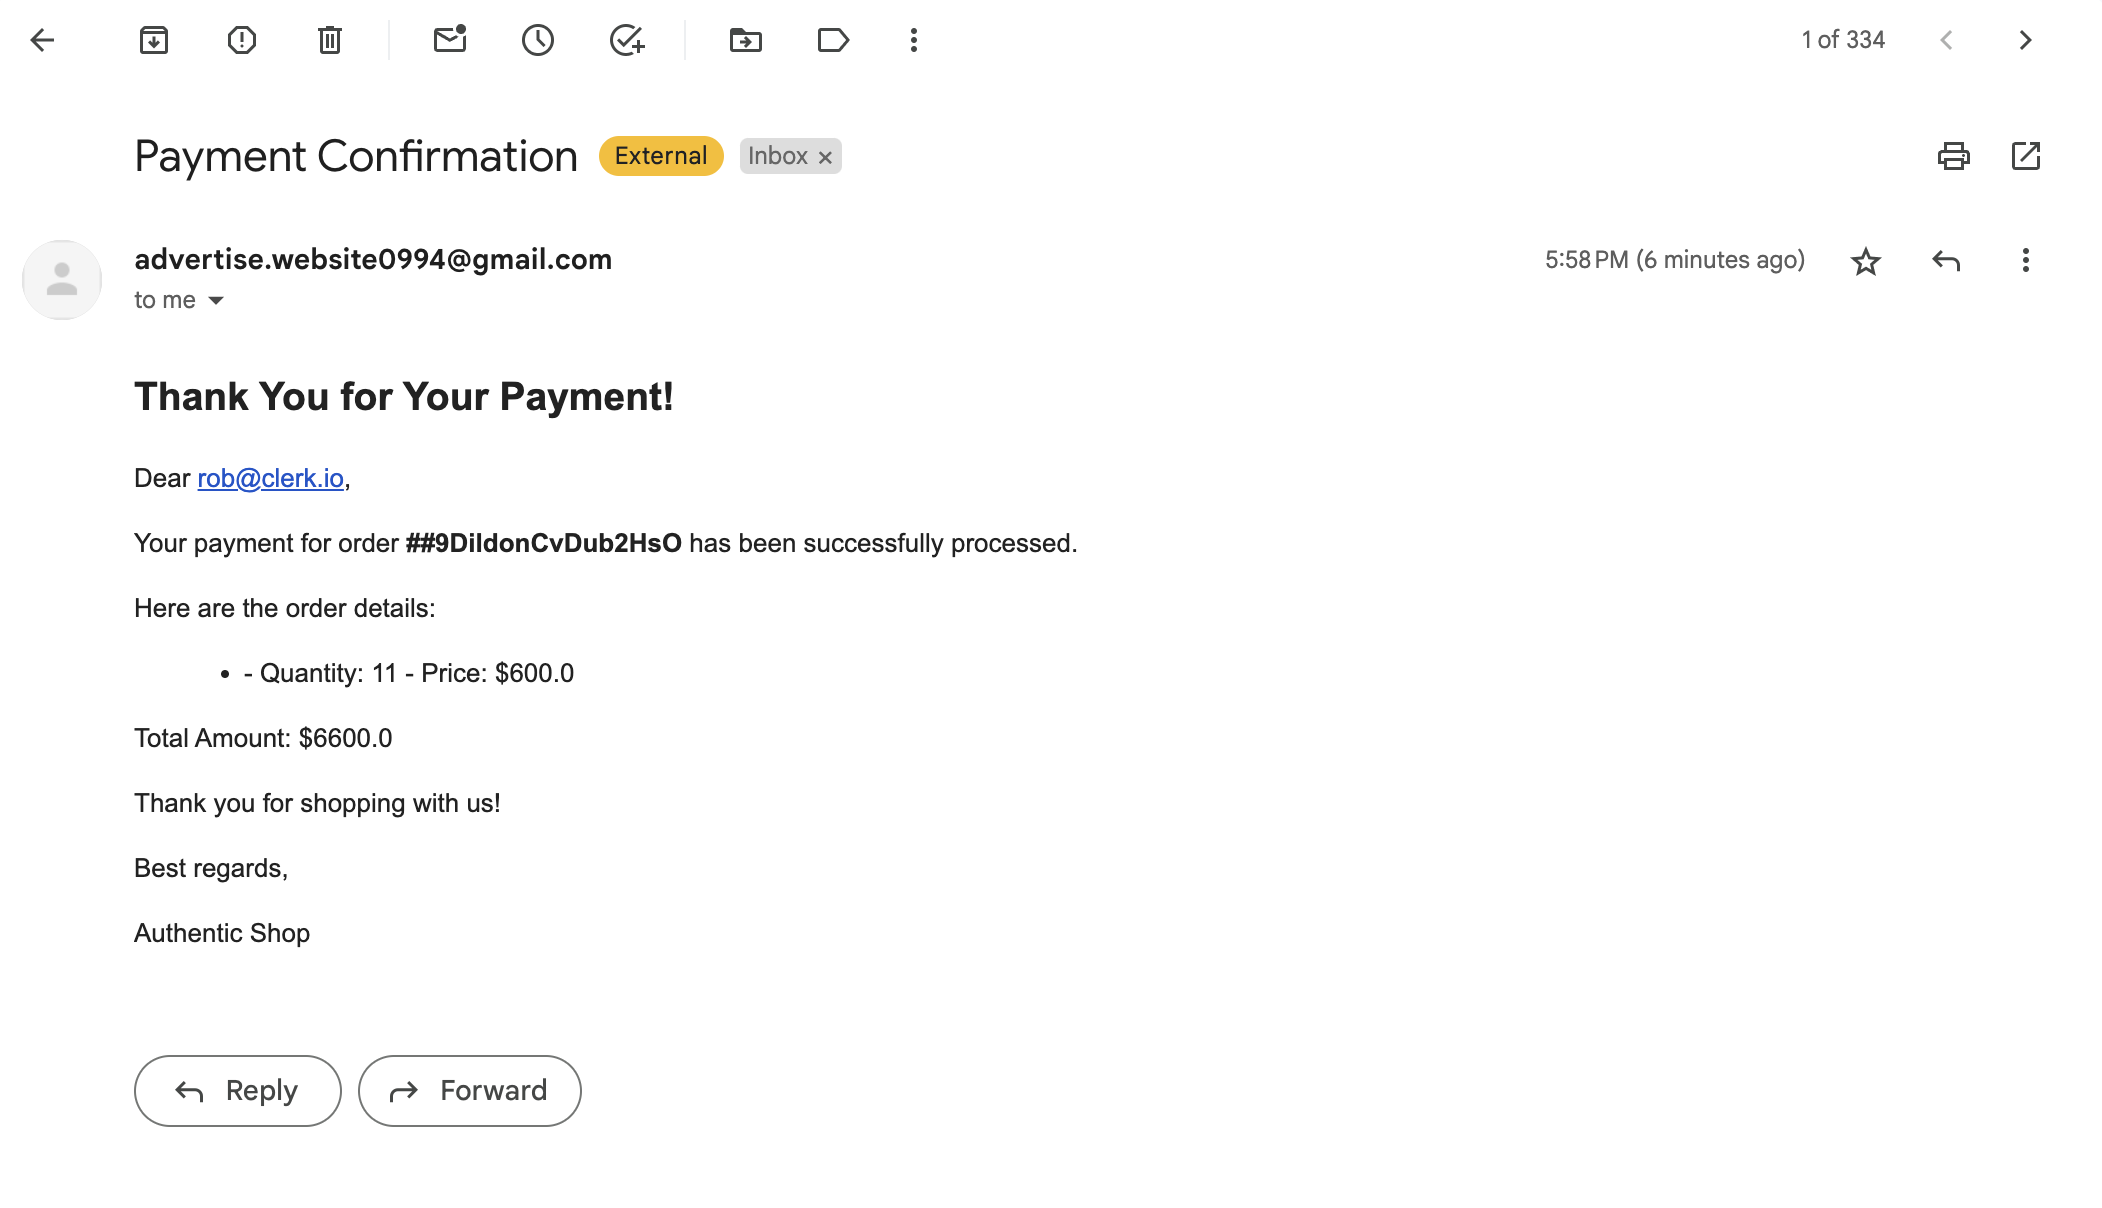 1 of 334
Payment Confirmation External Inbox ×
advertise.website0994@gmail.com 5:58 PM (6 minutes ago)
to me
Thank You for Your Payment!
Dear rob@clerk.io,
Your payment for order ##9DildonCvDub2HsO has been successfully processed.
Here are the order details:
• - Quantity: 11 - Price: $600.0
Total Amount: $6600.0
Thank you for shopping with us!
Best regards,
Authentic Shop
Reply Forward